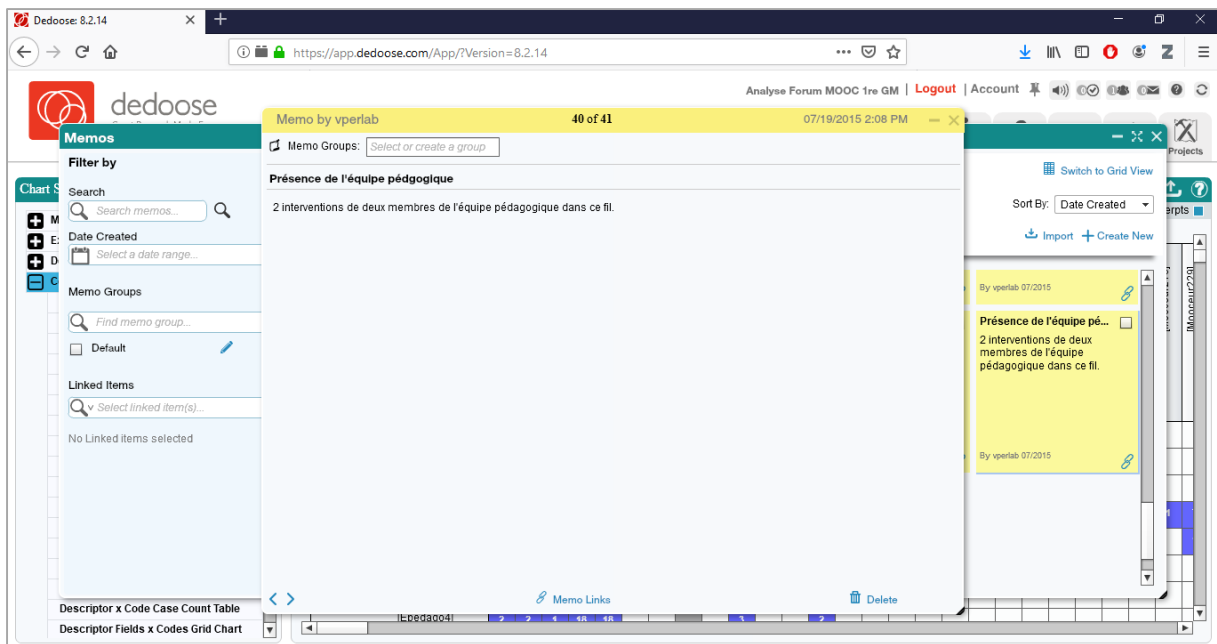 Dedoose: 8.2.14
https://app.dedoose.com/App/?Version=8.2.14
Analyse Forum MOOC 1re GM | Logout | Account
dedoose
Projects
Memos
Filter by
Search
Search memos...
Date Created
Select a date range...
Memo Groups
Find memo group...
Default
Linked Items
Select linked item(s)...
No Linked items selected
Memo by vperlab
40 of 41
07/19/2015 2:08 PM
Memo Groups: Select or create a group
Présence de l'équipe pédgogique
2 interventions de deux membres de l'équipe pédagogique dans ce fil.
Memo Links
Delete
Switch to Grid View
Sort By: Date Created
Import
Create New
By vperlab 07/2015
Présence de l'équipe pé...
2 interventions de deux
membres de l'équipe
pédagogique dans ce fil.
By vperlab 07/2015
Chart S
M
E
D
C
erpts
Descriptor x Code Case Count Table
Descriptor Fields x Codes Grid Chart